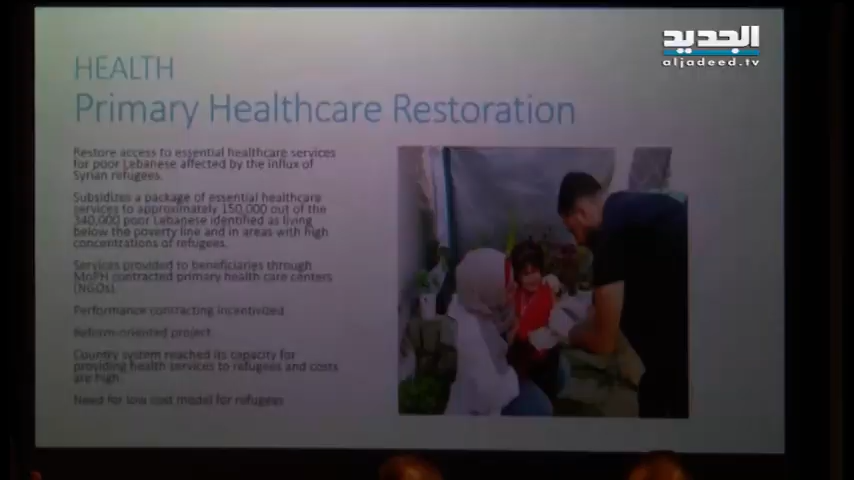 الجديد
aljadeed.tv
HEALTH
Primary Healthcare Restoration
Restore access to essential healthcare services
for poor Lebanese affected by the influx of
Syrian refugees.
Subsidizes a package of essential healthcare
services to approximately 150,000 out of the
340,000 poor Lebanese identified as living
below the poverty line and in areas with high
concentrations of refugees.
Services provided to beneficiaries through
MoPH contracted primary health care centers
(NGOs)
Performance contracting incentivized
Reform-oriented project
Country system reached its capacity for
providing health services to refugees and costs
are high.
Need for low cost model for refugees